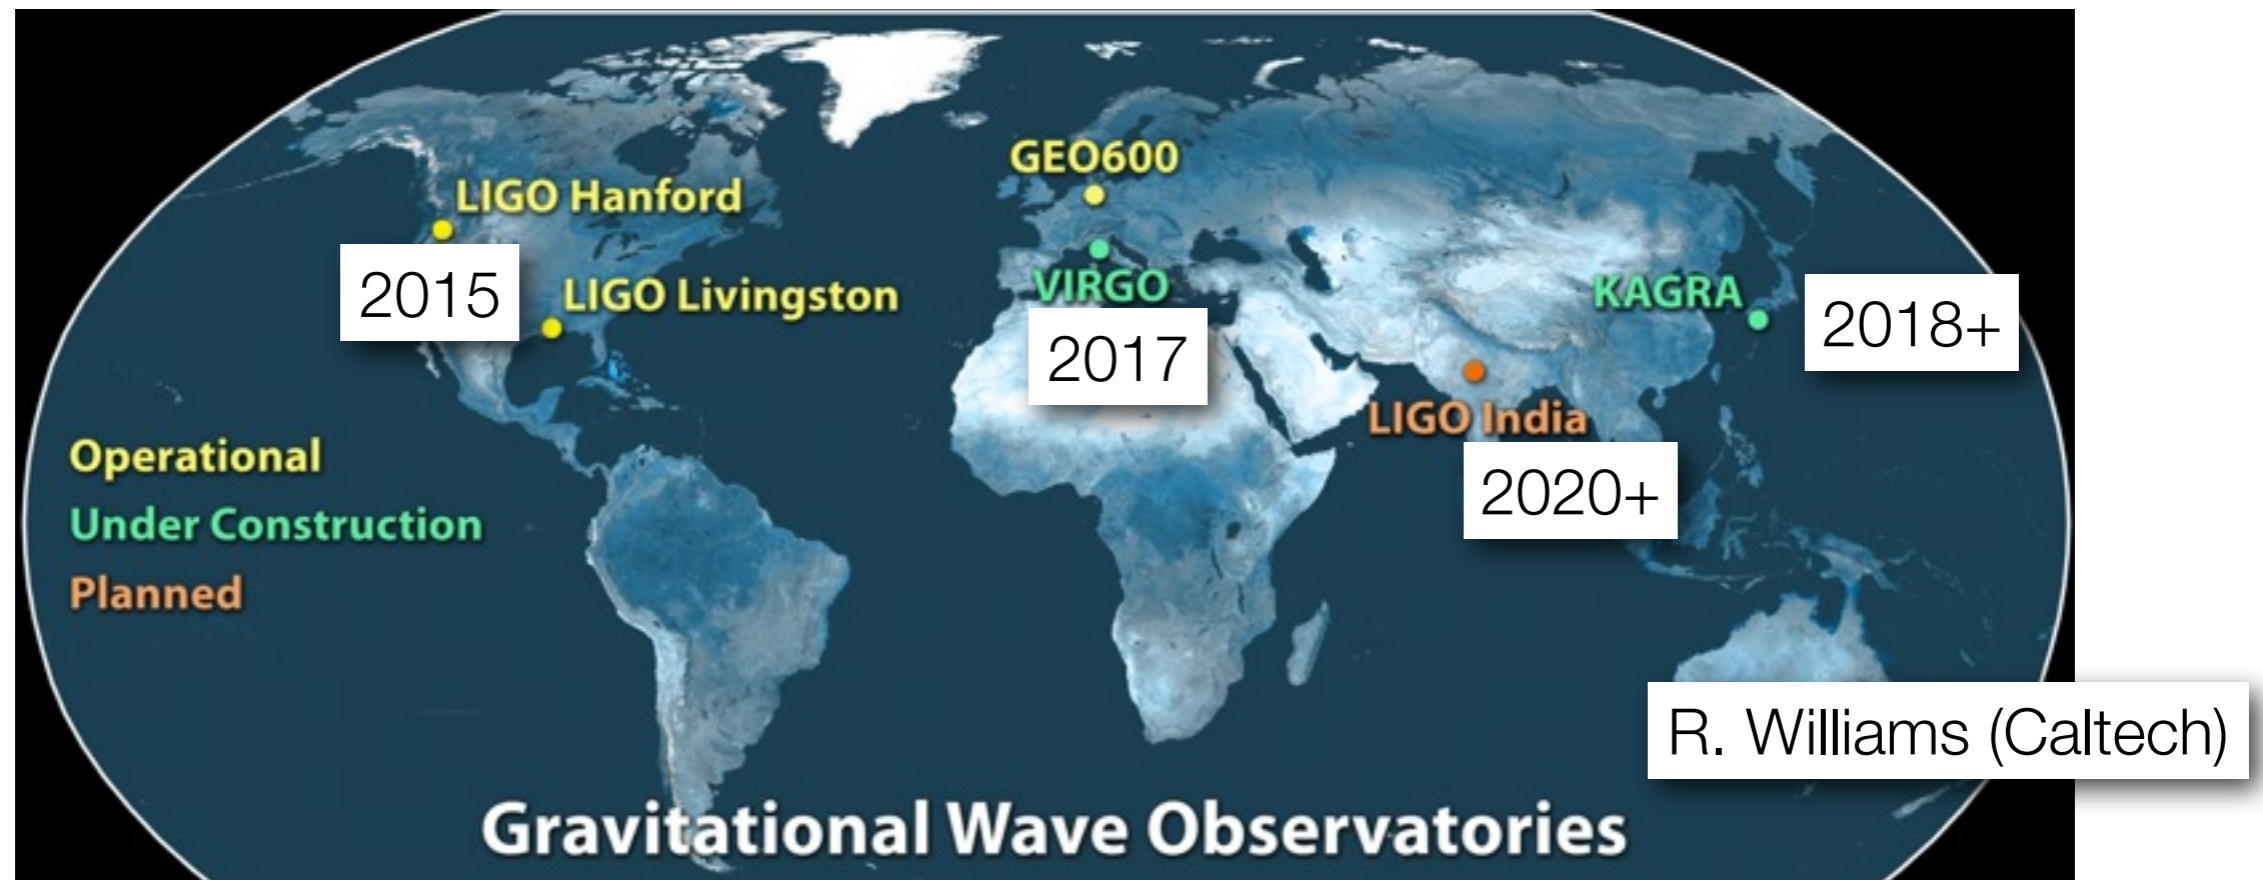 GEO600
LIGO Hanford
2015
LIGO Livingston
VIRGO
2017
KAGRA
2018+
LIGO India
2020+
Operational
Under Construction
Planned
R. Williams (Caltech)
Gravitational Wave Observatories